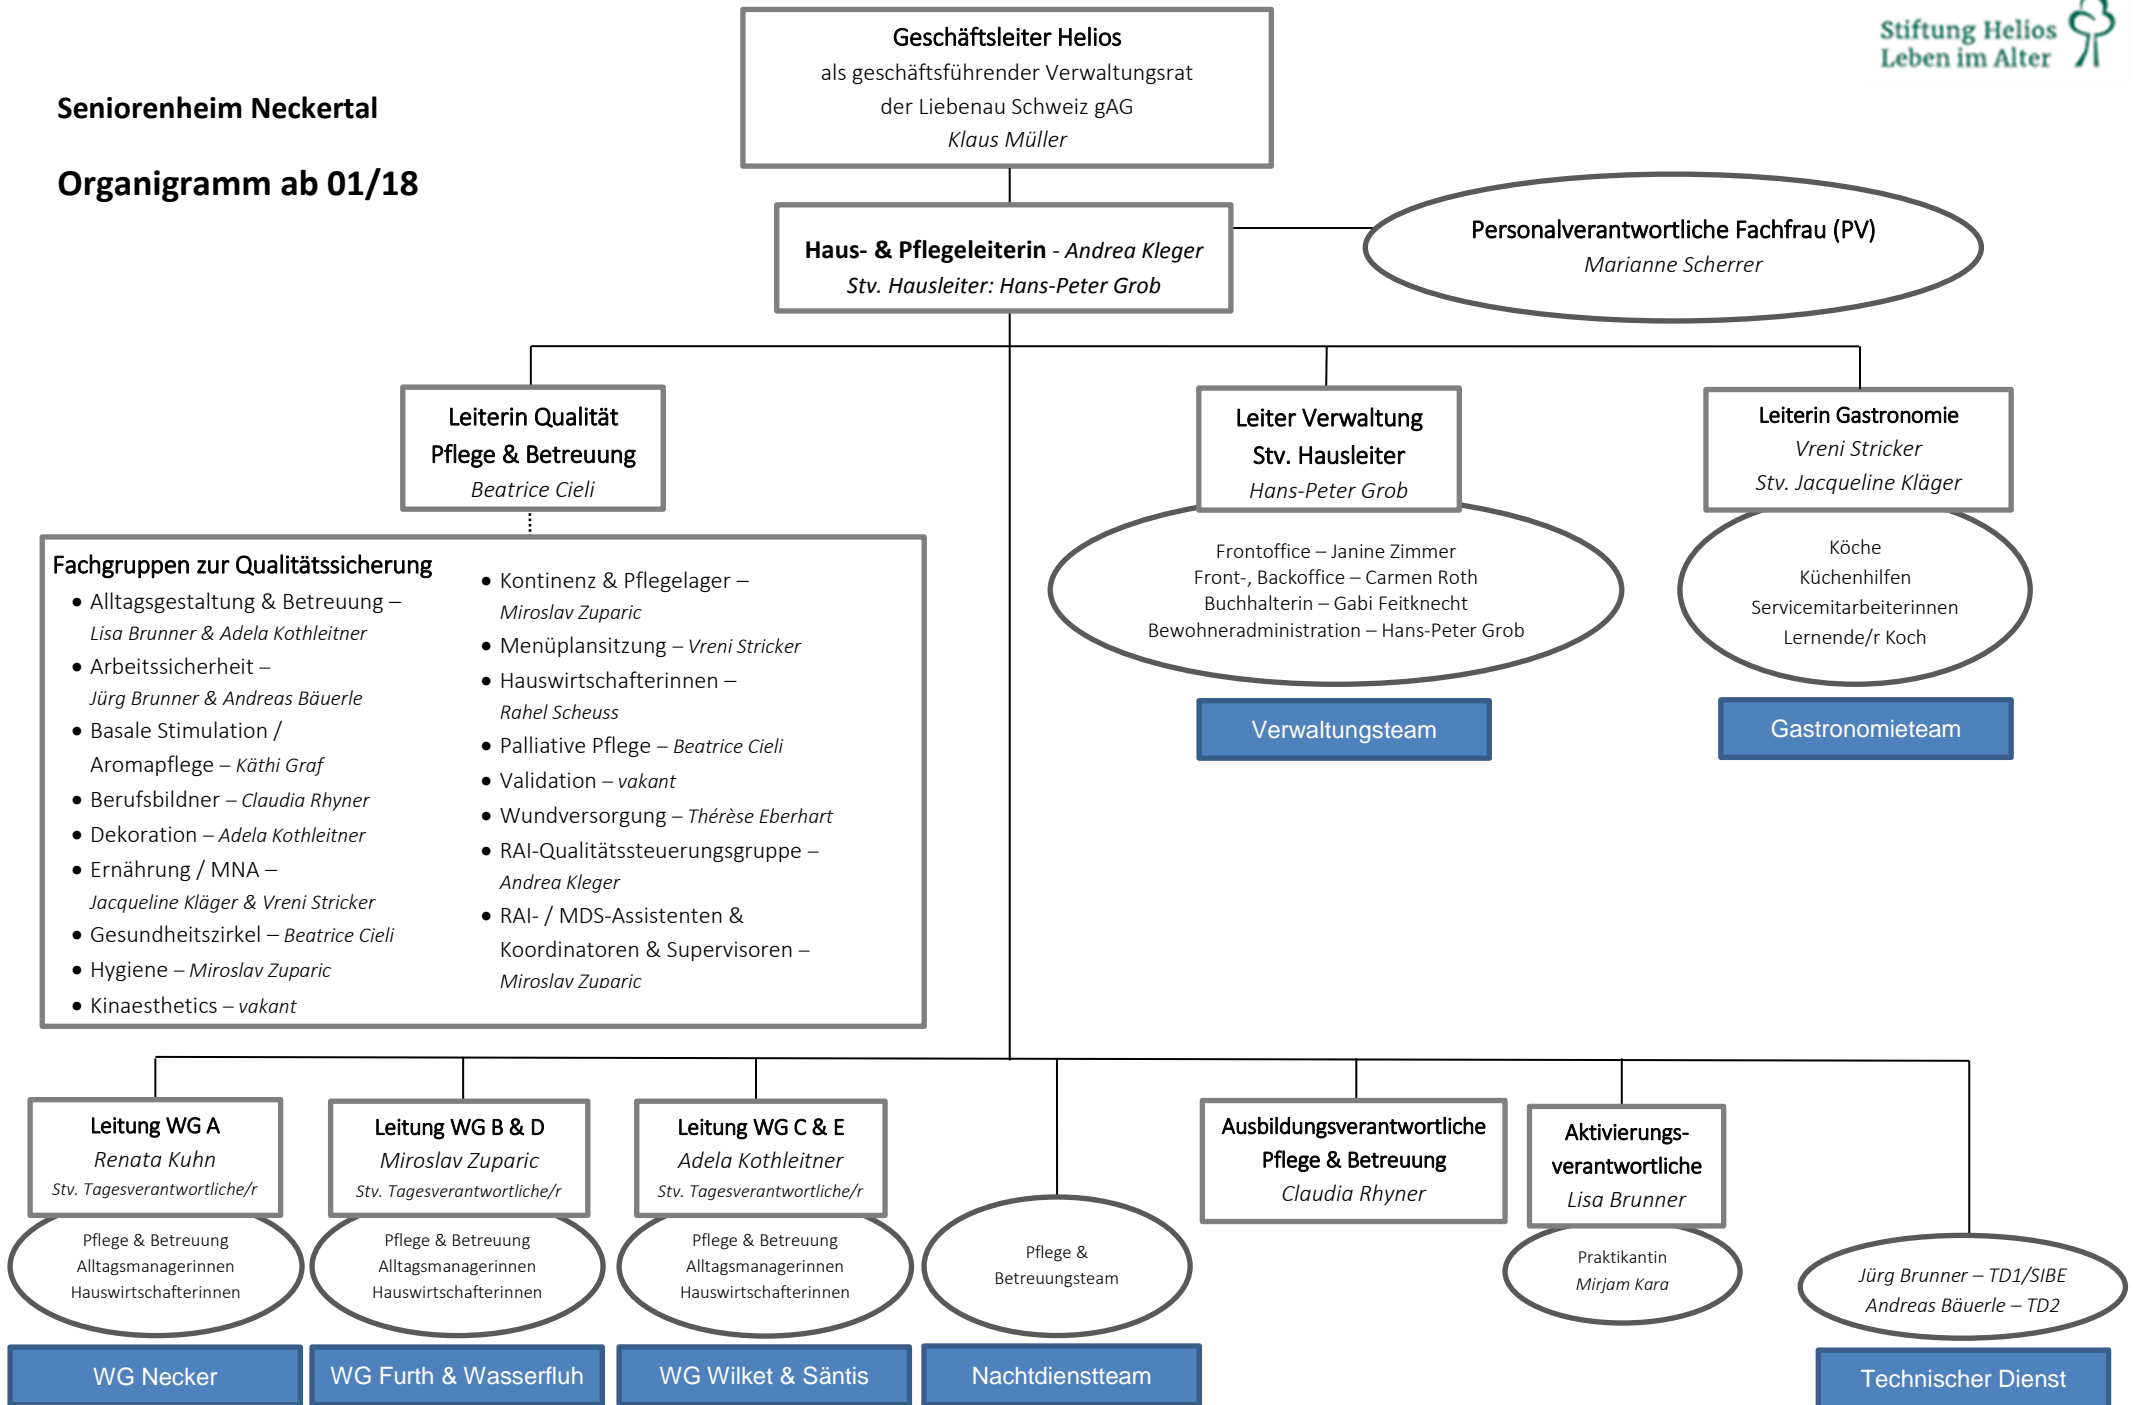 Stiftung Helios
Leben im Alter
Seniorenheim Neckertal
Organigramm ab 01/18
Geschäftsleiter Helios
als geschäftsführender Verwaltungsrat
der Liebenau Schweiz gAG
Klaus Müller
Haus- & Pflegeleiterin - Andrea Kleger
Stv. Hausleiter: Hans-Peter Grob
Personalverantwortliche Fachfrau (PV)
Marianne Scherrer
Leiterin Qualität
Pflege & Betreuung
Beatrice Cieli
Leiter Verwaltung
Stv. Hausleiter
Hans-Peter Grob
Leiterin Gastronomie
Vreni Stricker
Stv. Jacqueline Kläger
Fachgruppen zur Qualitätssicherung
• Alltagsgestaltung & Betreuung –
Lisa Brunner & Adela Kothleitner
• Arbeitssicherheit –
Jürg Brunner & Andreas Bäuerle
• Basale Stimulation /
Aromapflege – Käthi Graf
• Berufsbildner – Claudia Rhyner
• Dekoration – Adela Kothleitner
• Ernährung / MNA –
Jacqueline Kläger & Vreni Stricker
• Gesundheitszirkel – Beatrice Cieli
• Hygiene – Miroslav Zuparic
• Kinaesthetics – vakant
• Kontinenz & Pflegelager –
Miroslav Zuparic
• Menüplansitzung – Vreni Stricker
• Hauswirtschafterinnen –
Rahel Scheuss
• Palliative Pflege – Beatrice Cieli
• Validation – vakant
• Wundversorgung – Thérèse Eberhart
• RAI-Qualitätssteuerungsgruppe –
Andrea Kleger
• RAI- / MDS-Assistenten &
Koordinatoren & Supervisoren –
Miroslav Zuparic
Frontoffice – Janine Zimmer
Front-, Backoffice – Carmen Roth
Buchhalterin – Gabi Feitknecht
Bewohneradministration – Hans-Peter Grob
Verwaltungsteam
Köche
Küchenhilfen
Servicemitarbeiterinnen
Lernende/r Koch
Gastronomieteam
Leitung WG A
Renata Kuhn
Stv. Tagesverantwortliche/r
Pflege & Betreuung
Alltagsmanagerinnen
Hauswirtschafterinnen
WG Necker
Leitung WG B & D
Miroslav Zuparic
Stv. Tagesverantwortliche/r
Pflege & Betreuung
Alltagsmanagerinnen
Hauswirtschafterinnen
WG Furth & Wasserfluh
Leitung WG C & E
Adela Kothleitner
Stv. Tagesverantwortliche/r
Pflege & Betreuung
Alltagsmanagerinnen
Hauswirtschafterinnen
WG Wilket & Säntis
Pflege &
Betreuungsteam
Nachtdienstteam
Ausbildungsverantwortliche
Pflege & Betreuung
Claudia Rhyner
Aktivierungs-
verantwortliche
Lisa Brunner
Praktikantin
Mirjam Kara
Jürg Brunner – TD1/SIBE
Andreas Bäuerle – TD2
Technischer Dienst